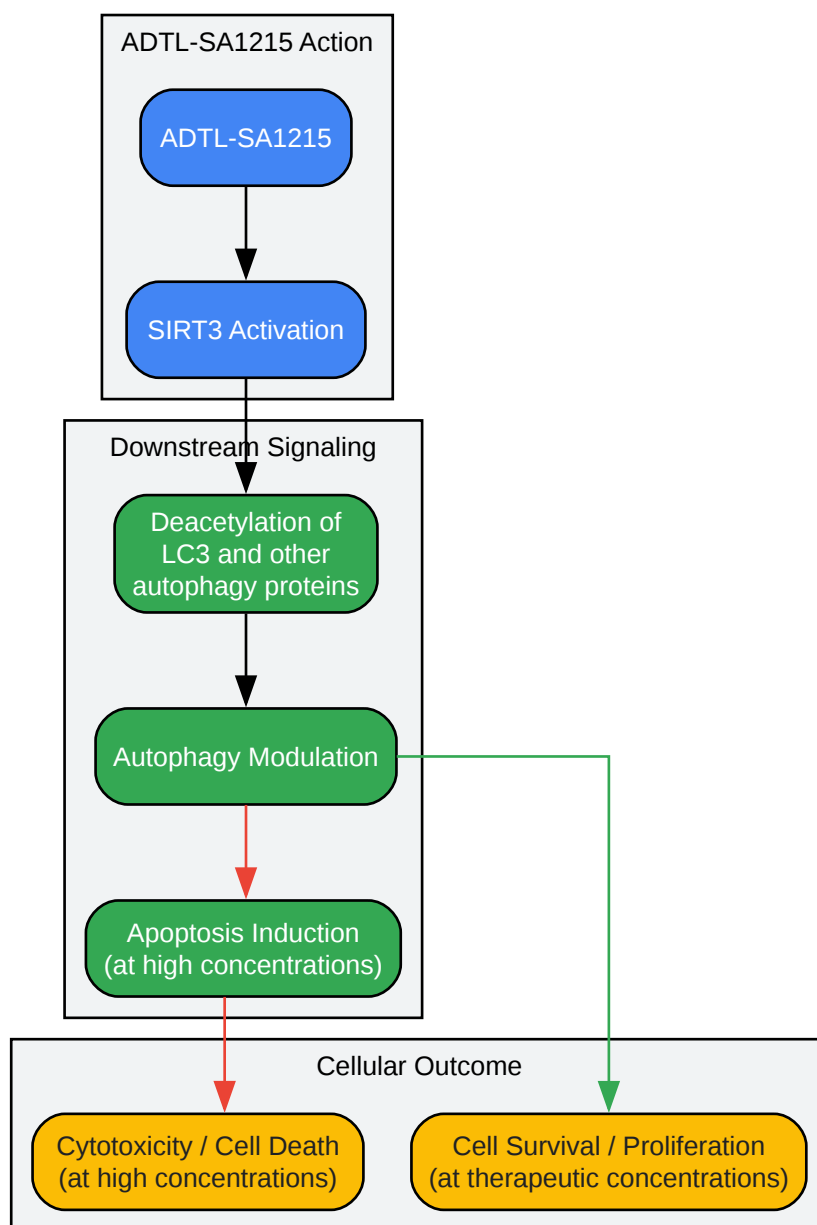 ADTL-SA1215 Action
ADTL-SA1215
SIRT3 Activation
Downstream Signaling
Deacetylation of
LC3 and other
autophagy proteins
Autophagy Modulation
Apoptosis Induction
(at high concentrations)
Cellular Outcome
Cytotoxicity / Cell Death
(at high concentrations)
Cell Survival / Proliferation
(at therapeutic concentrations)